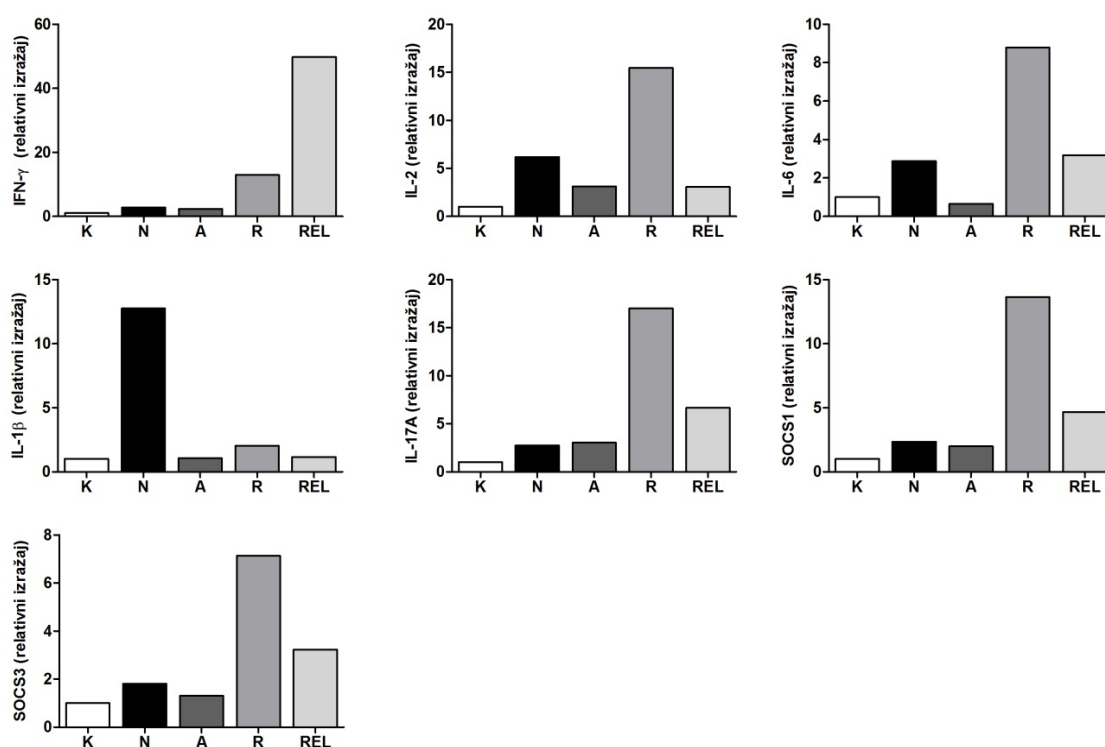 IFN-γ (relativni izražaj)
60
40
20
0
K N A R REL
IL-2 (relativni izražaj)
20
15
10
5
0
K N A R REL
IL-6 (relativni izražaj)
10
8
6
4
2
0
K N A R REL
IL-1β (relativni izražaj)
15
10
5
0
K N A R REL
IL-17A (relativni izražaj)
20
15
10
5
0
K N A R REL
SOCS1 (relativni izražaj)
15
10
5
0
K N A R REL
SOCS3 (relativni izražaj)
8
6
4
2
0
K N A R REL